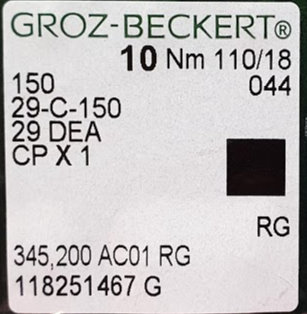 GROZ-BECKERT®
10 Nm 110/18
150 044
29-C-150
29 DEA
CP X 1
RG
345,200 AC01 RG
118251467 G